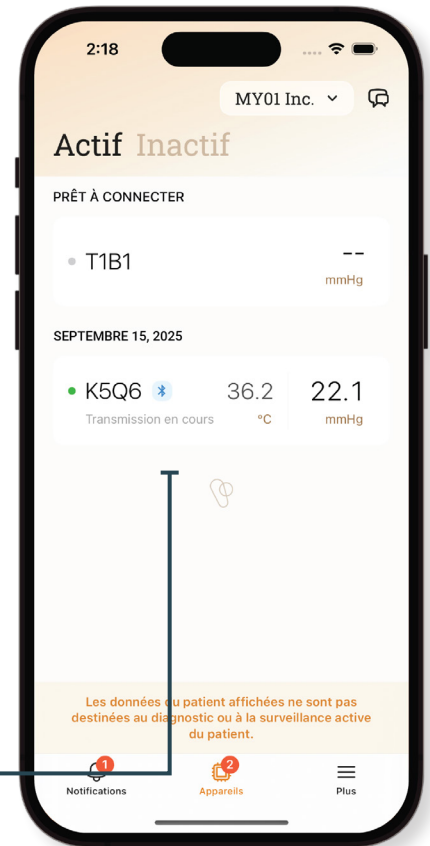 2:18
MY01 Inc.
Actif Inactif
PRÊT À CONNECTER
T1B1 --
mmHg
SEPTEMBRE 15, 2025
K5Q6 36.2 22.1
Transmission en cours °C mmHg
Les données du patient affichées ne sont pas
destinées au diagnostic ou à la surveillance active
du patient.
1 2
Notifications Appareils Plus